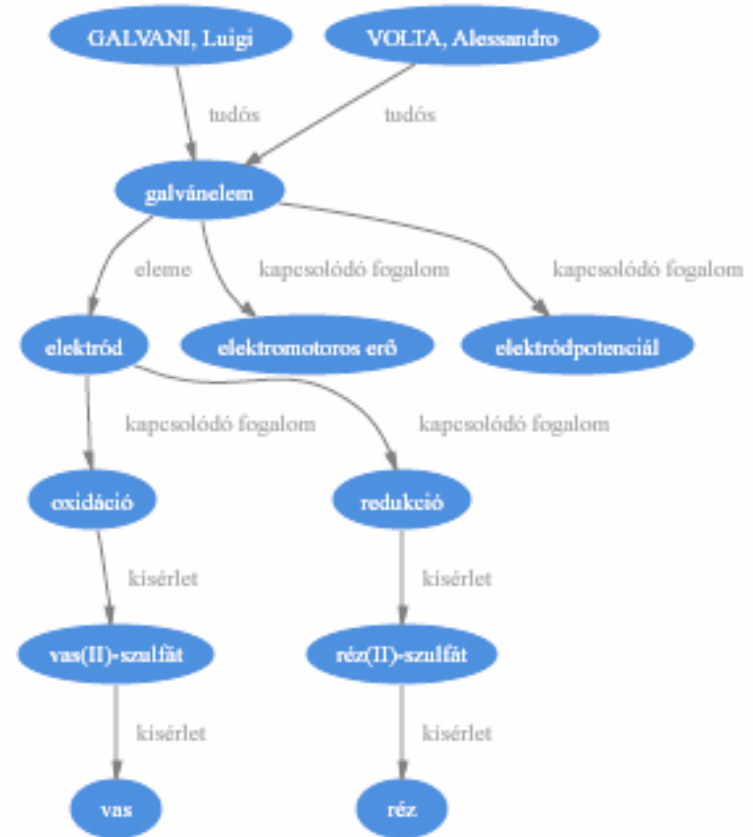 GALVANI, Luigi
VOLTA, Alessandro
tudós
tudós
galvánelem
eleme
kapcsolódó fogalom
kapcsolódó fogalom
elektród
elektromotoros erő
elektródpotenciál
kapcsolódó fogalom
kapcsolódó fogalom
oxidáció
redukció
kísérlet
kísérlet
vas(II)-szulfát
réz(II)-szulfát
kísérlet
kísérlet
vas
réz